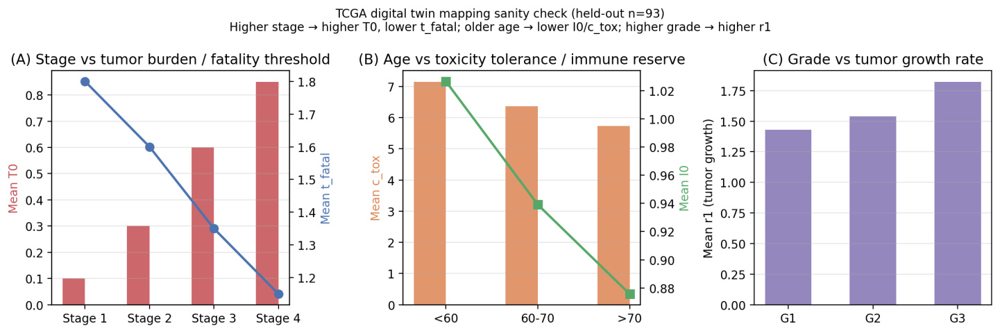 TCGA digital twin mapping sanity check (held-out n=93)
Higher stage → higher T0, lower t_fatal; older age → lower I0/c_tox; higher grade → higher r1
(A) Stage vs tumor burden / fatality threshold
Mean T0
0.8
0.7
0.6
0.5
0.4
0.3
0.2
0.1
0.0
Stage 1
Stage 2
Stage 3
Stage 4
1.8
1.7
1.6
1.5
1.4
1.3
1.2
Mean t_fatal
(B) Age vs toxicity tolerance / immune reserve
Mean c_tox
7
6
5
4
3
2
1
0
<60
60-70
>70
1.02
1.00
0.98
0.96
0.94
0.92
0.90
0.88
Mean I0
(C) Grade vs tumor growth rate
Mean r1 (tumor growth)
1.75
1.50
1.25
1.00
0.75
0.50
0.25
0.00
G1
G2
G3